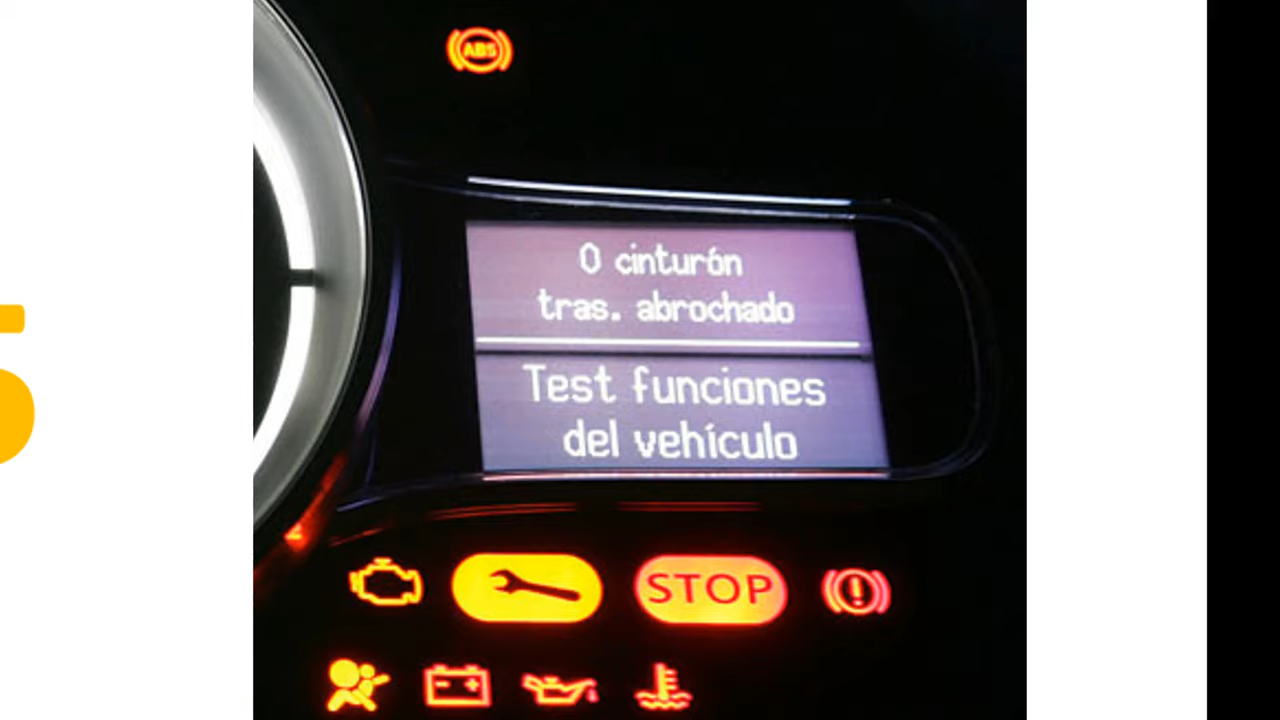 ABS
0 cinturón
tras. abrochado
Test funciones
del vehículo
STOP